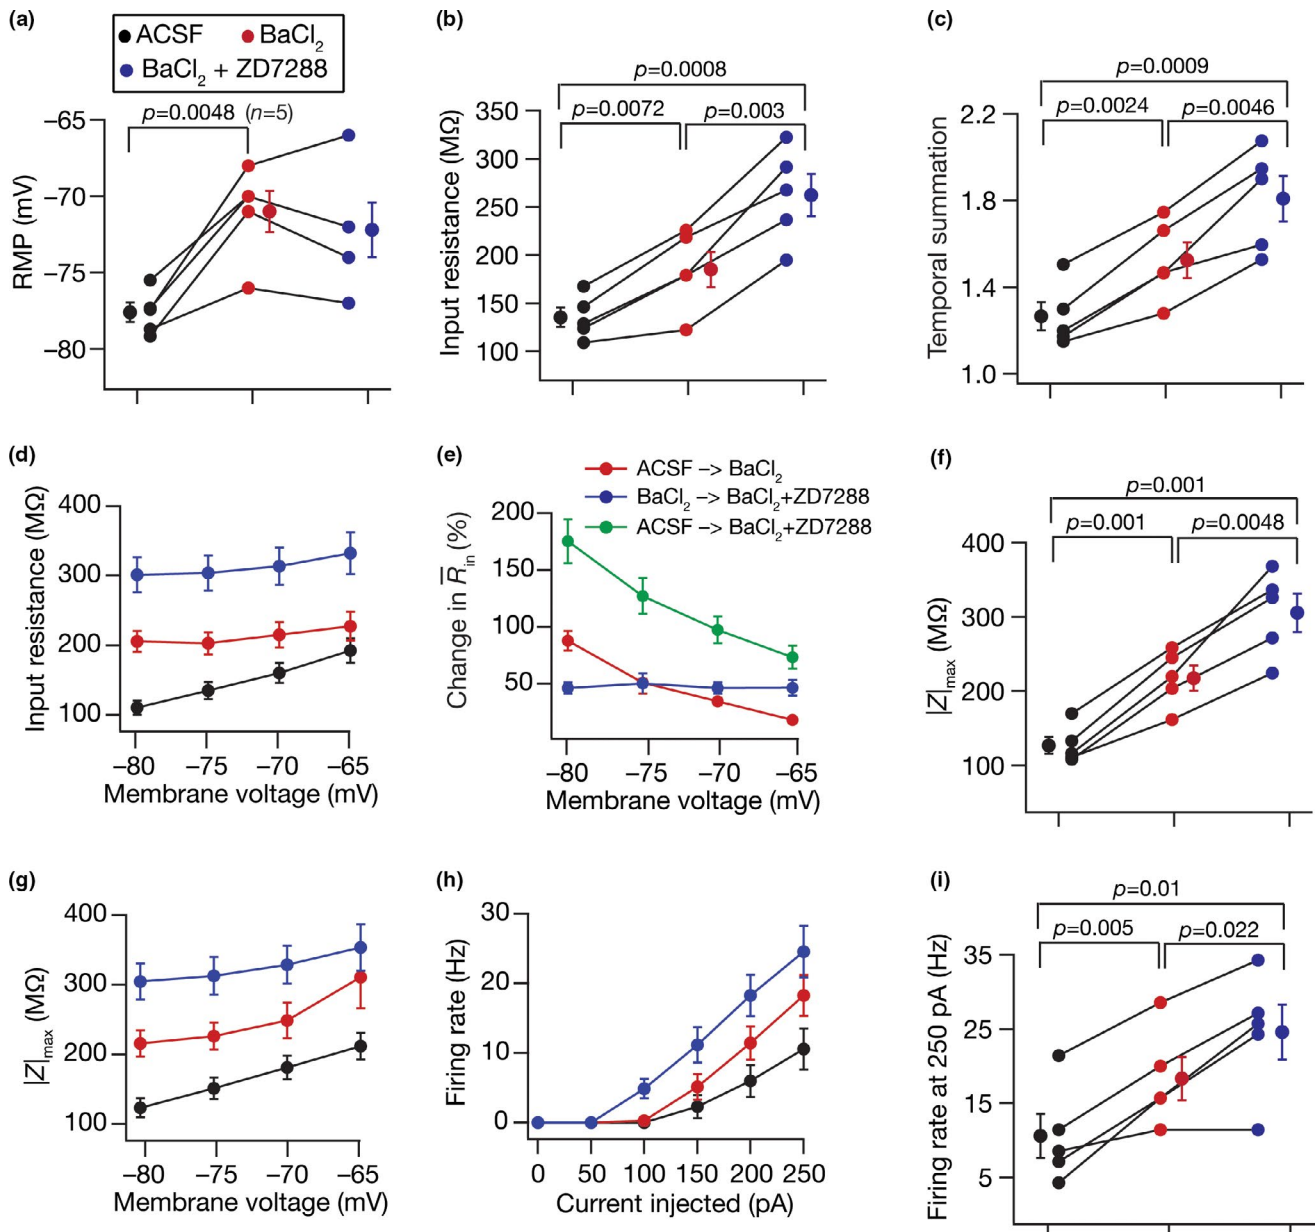 (a)
ACSF
BaCl2
BaCl2 + ZD7288
p=0.0048 (n=5)
RMP (mV)
–65
–70
–75
–80
(b)
p=0.0008
p=0.0072
p=0.003
Input resistance (MΩ)
350
300
250
200
150
100
(c)
p=0.0009
p=0.0024
p=0.0046
Temporal summation
2.2
1.8
1.4
1.0
(d)
Input resistance (MΩ)
400
300
200
100
–80
–75
–70
–65
Membrane voltage (mV)
(e)
ACSF –> BaCl2
BaCl2 –> BaCl2+ZD7288
ACSF –> BaCl2+ZD7288
Change in R̅in (%)
200
150
100
50
–80
–75
–70
–65
Membrane voltage (mV)
(f)
p=0.001
p=0.001
p=0.0048
|Z|max (MΩ)
400
300
200
100
(g)
|Z|max (MΩ)
400
300
200
100
–80
–75
–70
–65
Membrane voltage (mV)
(h)
Firing rate (Hz)
30
20
10
0
0
50
100
150
200
250
Current injected (pA)
(i)
p=0.01
p=0.005
p=0.022
Firing rate at 250 pA (Hz)
35
25
15
5